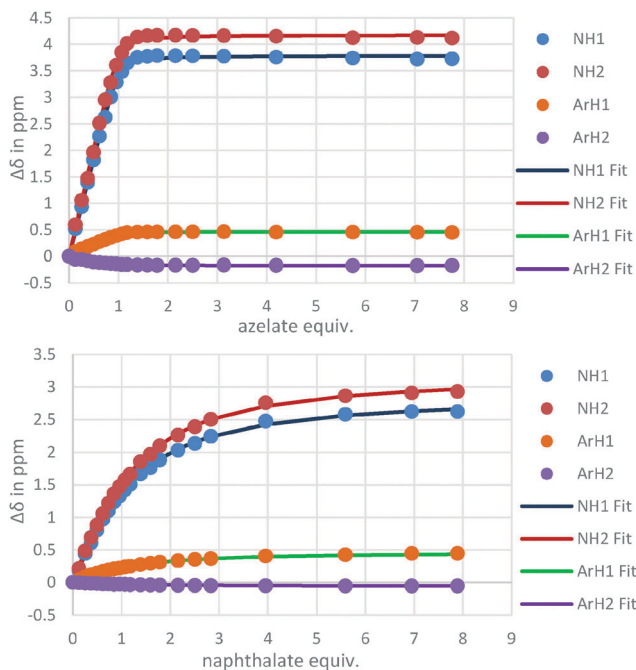 4.5
4
3.5
3
2.5
2
1.5
1
0.5
0
-0.5
Δδ in ppm
0 1 2 3 4 5 6 7 8 9
azelate equiv.
NH1
NH2
ArH1
ArH2
NH1 Fit
NH2 Fit
ArH1 Fit
ArH2 Fit
3.5
3
2.5
2
1.5
1
0.5
0
-0.5
Δδ in ppm
0 1 2 3 4 5 6 7 8 9
naphthalate equiv.
NH1
NH2
ArH1
ArH2
NH1 Fit
NH2 Fit
ArH1 Fit
ArH2 Fit